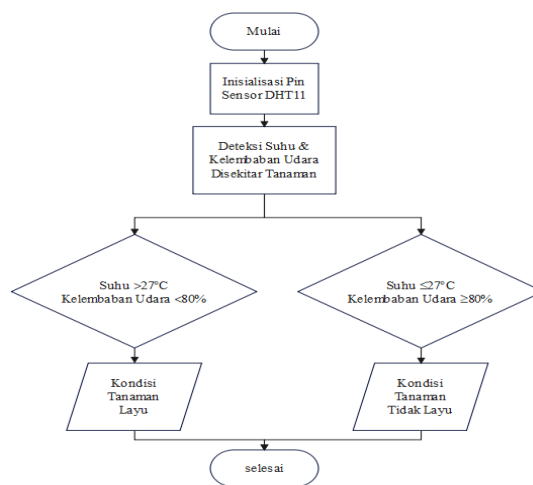 Mulai
Inisialisasi Pin
Sensor DHT11
Deteksi Suhu &
Kelembaban Udara
Disekitar Tanaman
Suhu >27°C
Kelembaban Udara <80%
Suhu ≤27°C
Kelembaban Udara ≥80%
Kondisi
Tanaman
Layu
Kondisi
Tanaman
Tidak Layu
selesai